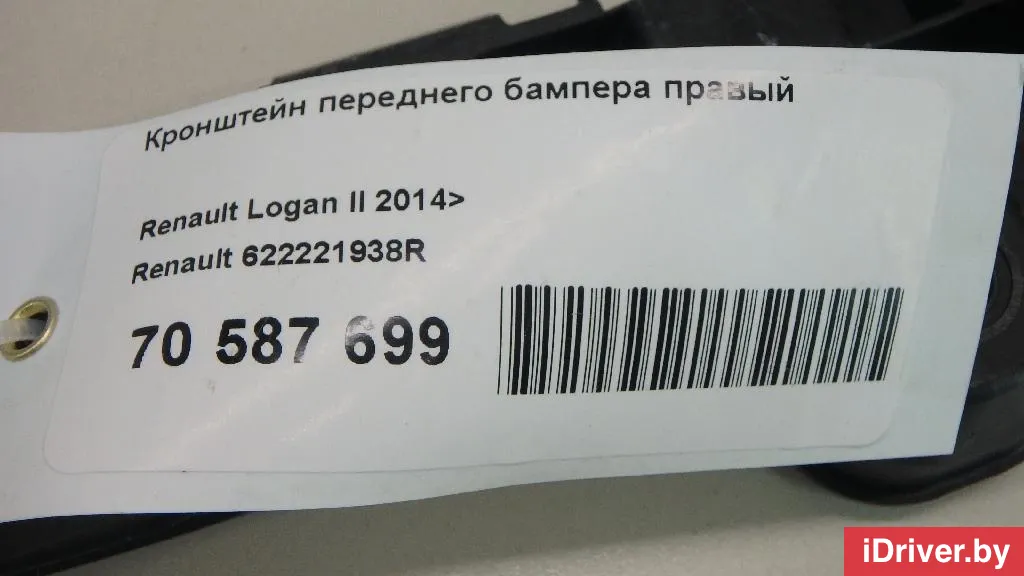 Кронштейн переднего бампера правый
Renault Logan II 2014>
Renault 622221938R
70 587 699
iDriver.by